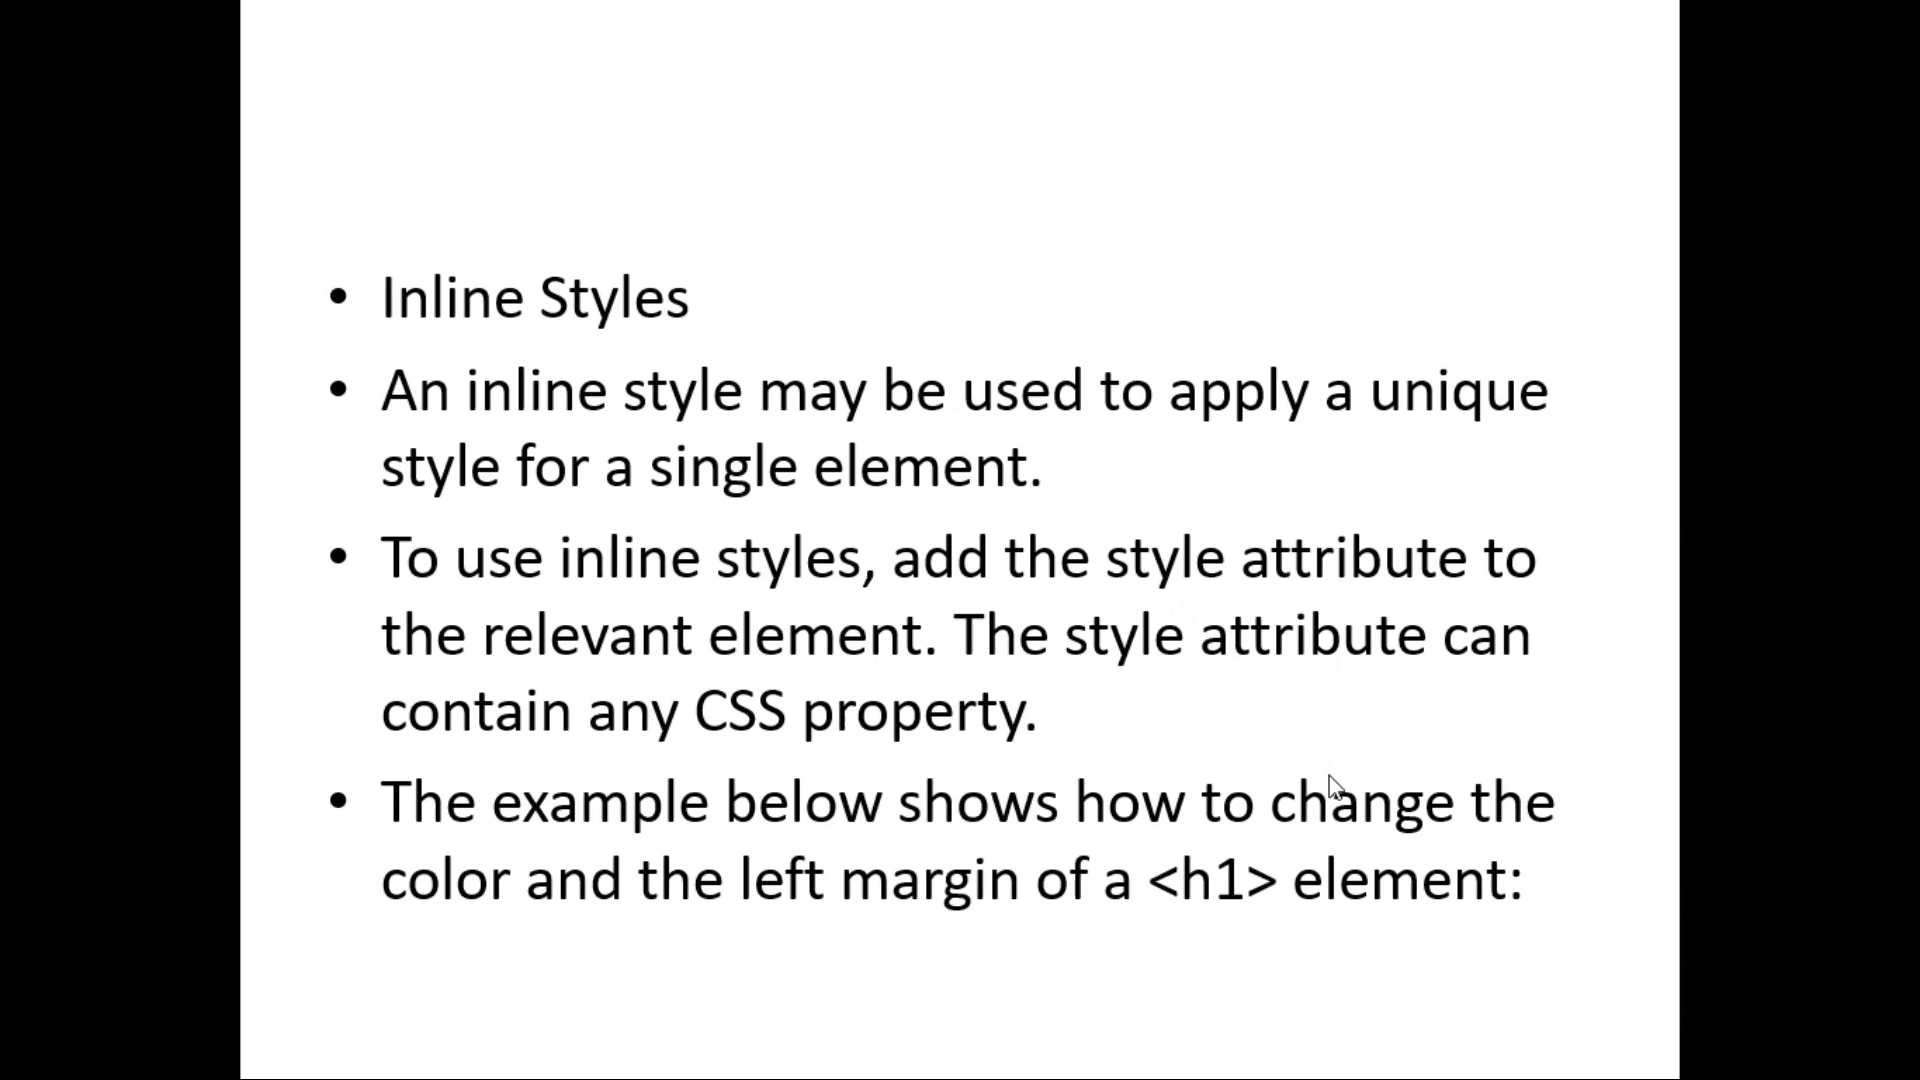 • Inline Styles
• An inline style may be used to apply a unique
style for a single element.
• To use inline styles, add the style attribute to
the relevant element. The style attribute can
contain any CSS property.
• The example below shows how to change the
color and the left margin of a <h1> element: